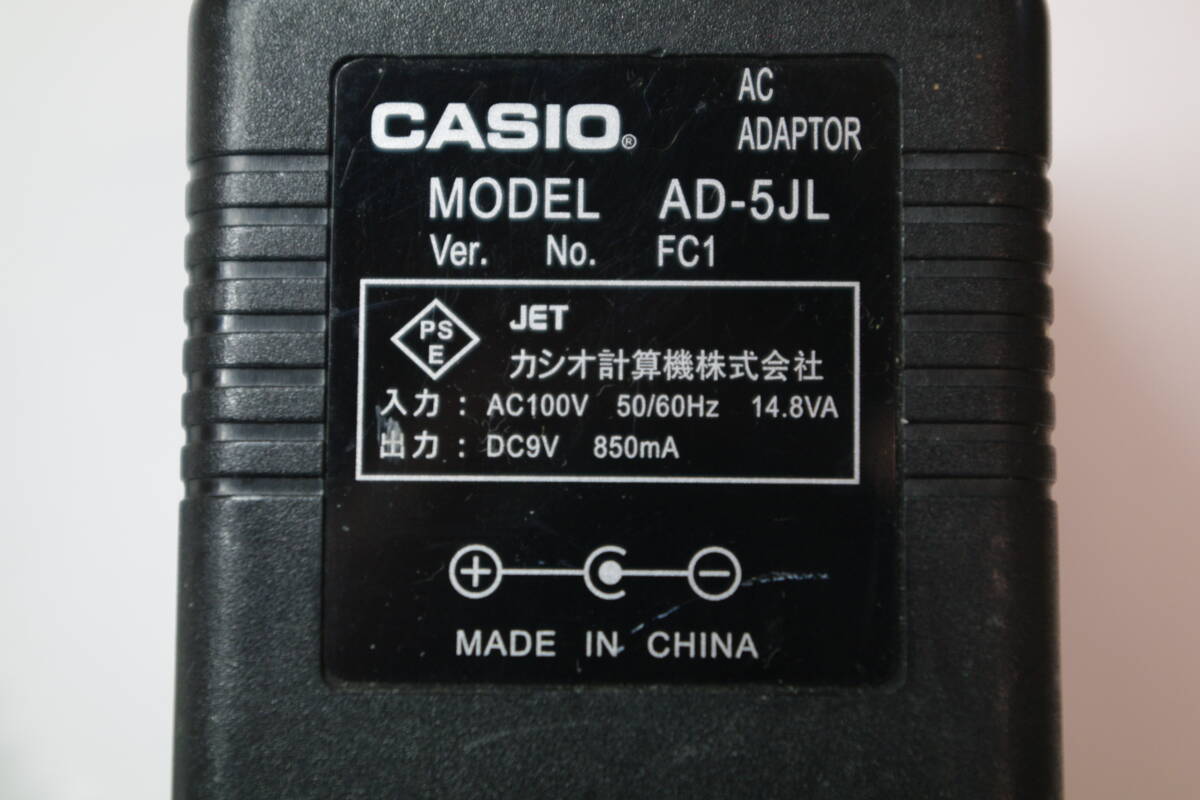 CASIO®
AC
ADAPTOR
MODEL AD-5JL
Ver. No. FC1
PS
E
JET
カシオ計算機株式会社
入力 : AC100V 50/60Hz 14.8VA
出力 : DC9V 850mA
+ −
MADE IN CHINA